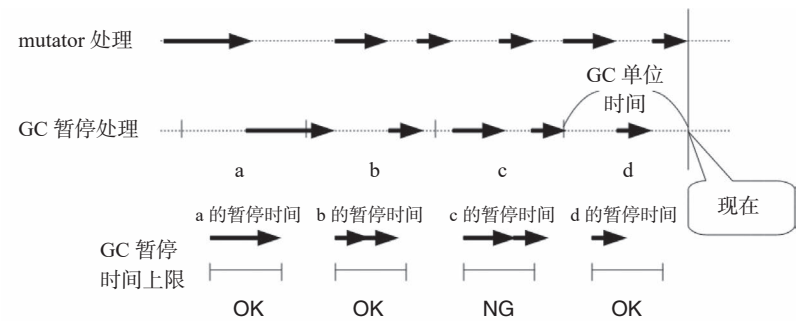 mutator 处理
GC 单位
时间
GC 暂停处理
a
b
c
d
现在
a 的暂停时间
b 的暂停时间
c 的暂停时间
d 的暂停时间
GC 暂停
时间上限
OK
OK
NG
OK